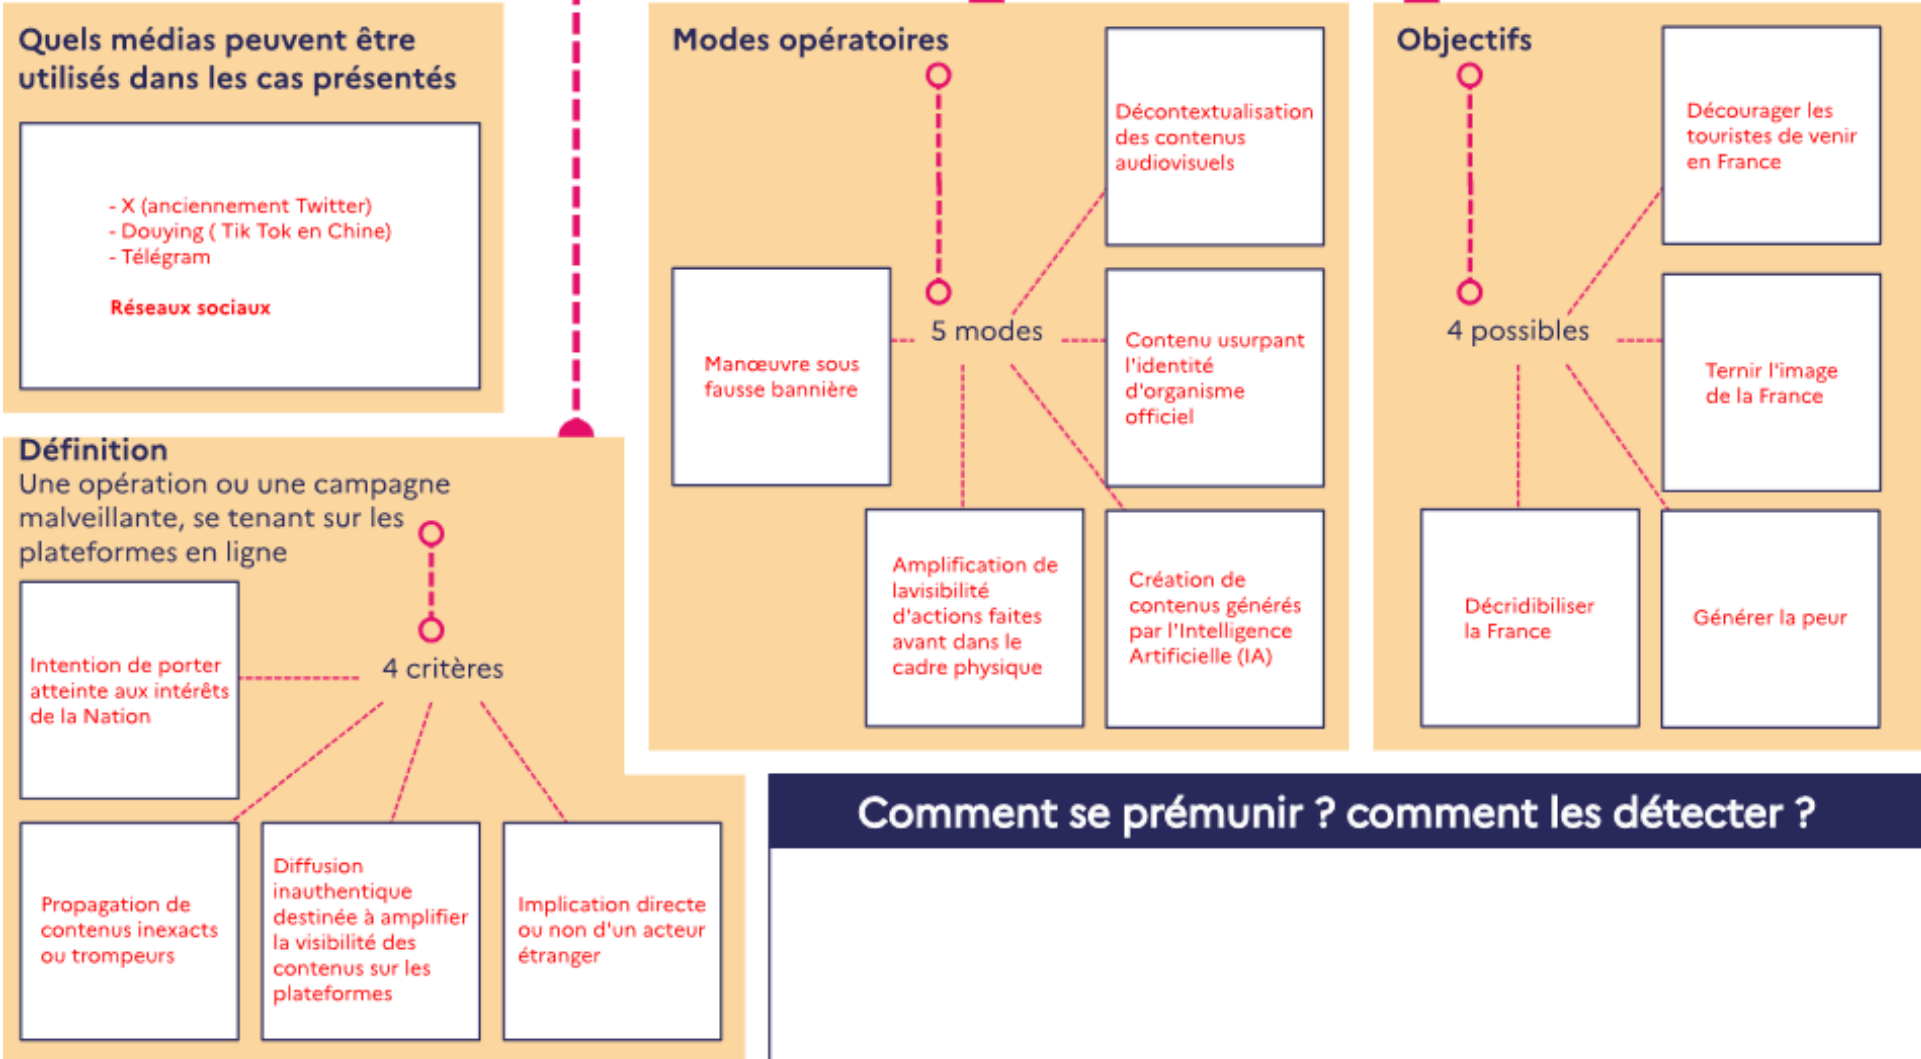 Quels médias peuvent être
utilisés dans les cas présentés
- X (anciennement Twitter)
- Douying ( Tik Tok en Chine)
- Télégram
Réseaux sociaux
Définition
Une opération ou une campagne
malveillante, se tenant sur les
plateformes en ligne
4 critères
Intention de porter
atteinte aux intérêts
de la Nation
Propagation de
contenus inexacts
ou trompeurs
Diffusion
inauthentique
destinée à amplifier
la visibilité des
contenus sur les
plateformes
Implication directe
ou non d'un acteur
étranger
Modes opératoires
5 modes
Décontextualisation
des contenus
audiovisuels
Manœuvre sous
fausse bannière
Contenu usurpant
l'identité
d'organisme
officiel
Amplification de
lavisibilité
d'actions faites
avant dans le
cadre physique
Création de
contenus générés
par l'Intelligence
Artificielle (IA)
Objectifs
4 possibles
Décourager les
touristes de venir
en France
Ternir l'image
de la France
Décridibiliser
la France
Générer la peur
Comment se prémunir ? comment les détecter ?